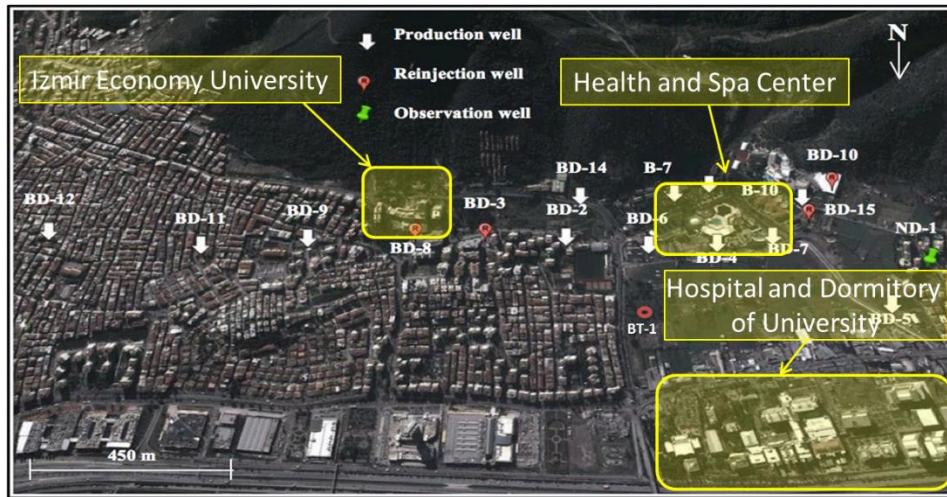 Production well
N
Izmir Economy University
Reinjection well
Health and Spa Center
Observation well
BD-14
B-7
BD-10
BD-12
BD-11
BD-9
BD-3
BD-2
BD-6
B-10
BD-15
ND-1
BD-8
BD-4
BD-7
Hospital and Dormitory
of University
BD-5
BT-1
450 m